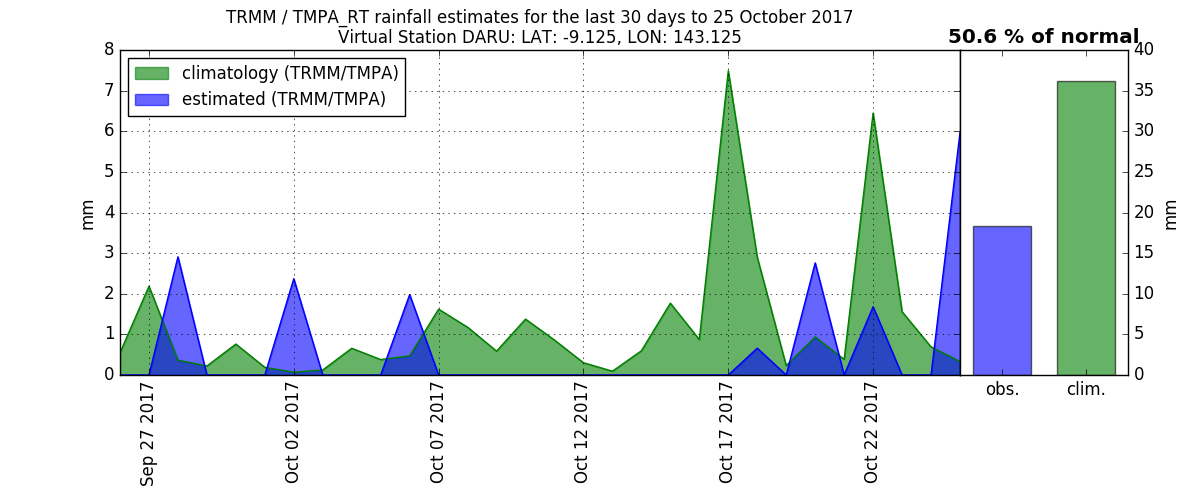 TRMM / TMPA_RT rainfall estimates for the last 30 days to 25 October 2017
Virtual Station DARU: LAT: -9.125, LON: 143.125
50.6 % of normal
climatology (TRMM/TMPA)
estimated (TRMM/TMPA)
8
7
6
5
4
3
2
1
0
mm
Sep 27 2017
Oct 02 2017
Oct 07 2017
Oct 12 2017
Oct 17 2017
Oct 22 2017
40
35
30
25
20
15
10
5
0
mm
obs.
clim.